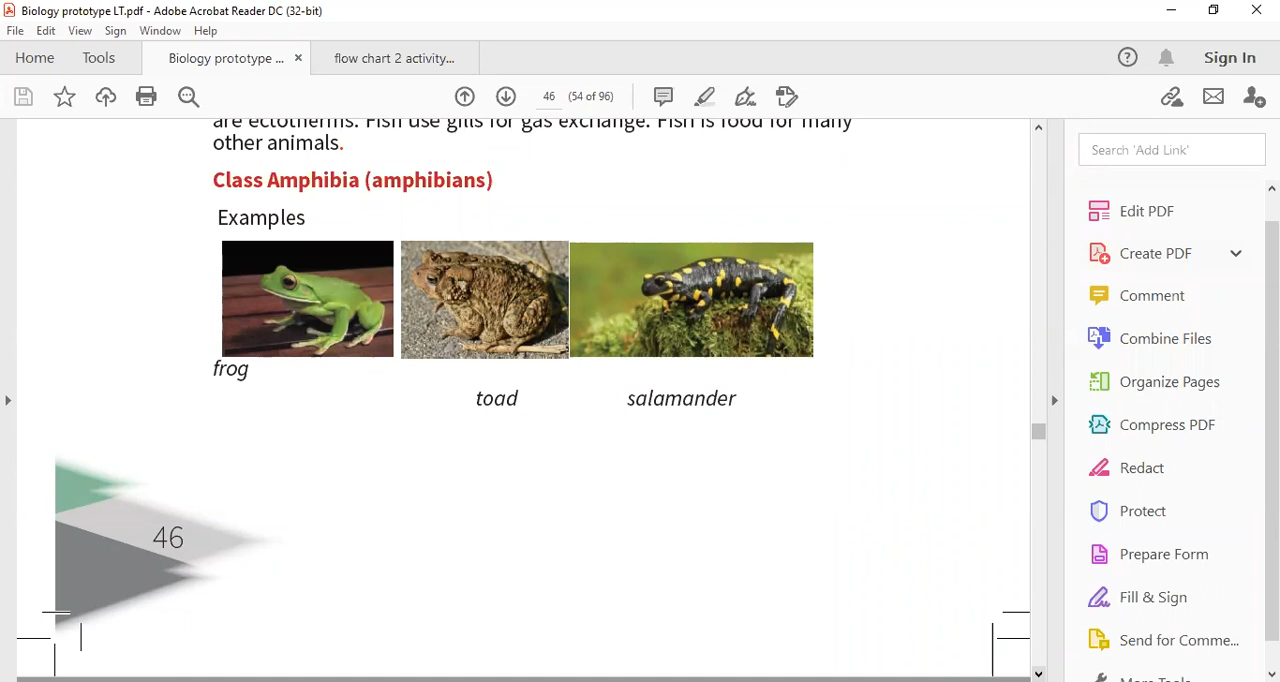 Biology prototype LT.pdf - Adobe Acrobat Reader DC (32-bit)
File Edit View Sign Window Help
Home Tools Biology prototype ... × flow chart 2 activity... Sign In
46 (54 of 96)
are ectotherms. Fish use gills for gas exchange. Fish is food for many
other animals.
Class Amphibia (amphibians)
Examples
frog
toad salamander
46
Search 'Add Link'
Edit PDF
Create PDF
Comment
Combine Files
Organize Pages
Compress PDF
Redact
Protect
Prepare Form
Fill & Sign
Send for Comme...
More Tools